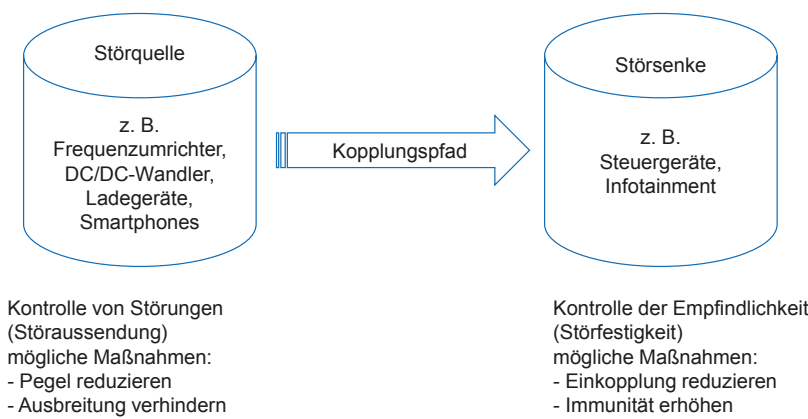 Störquelle
z. B.
Frequenzumrichter,
DC/DC-Wandler,
Ladegeräte,
Smartphones
Kopplungspfad
Störsenke
z. B.
Steuergeräte,
Infotainment
Kontrolle von Störungen
(Störaussendung)
mögliche Maßnahmen:
- Pegel reduzieren
- Ausbreitung verhindern
Kontrolle der Empfindlichkeit
(Störfestigkeit)
mögliche Maßnahmen:
- Einkopplung reduzieren
- Immunität erhöhen